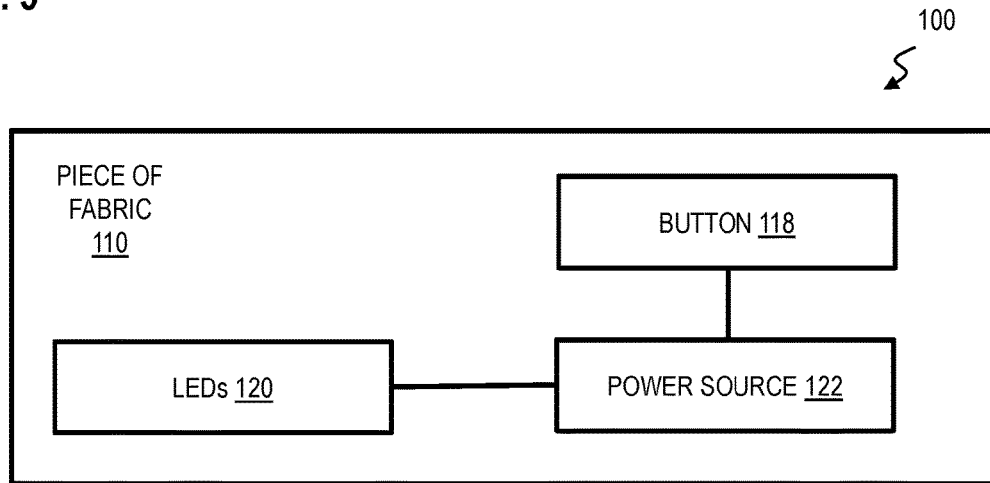 100
PIECE OF
FABRIC
110
BUTTON 118
LEDs 120
POWER SOURCE 122